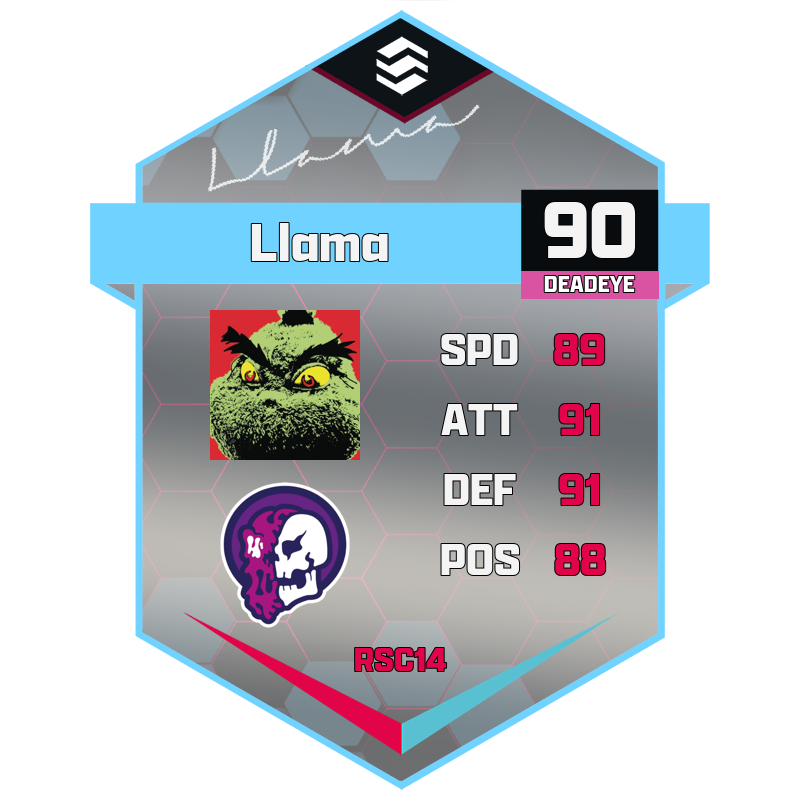 Llama
Llama
90
DEADEYE
SPD 89
ATT 91
DEF 91
POS 88
RSC14